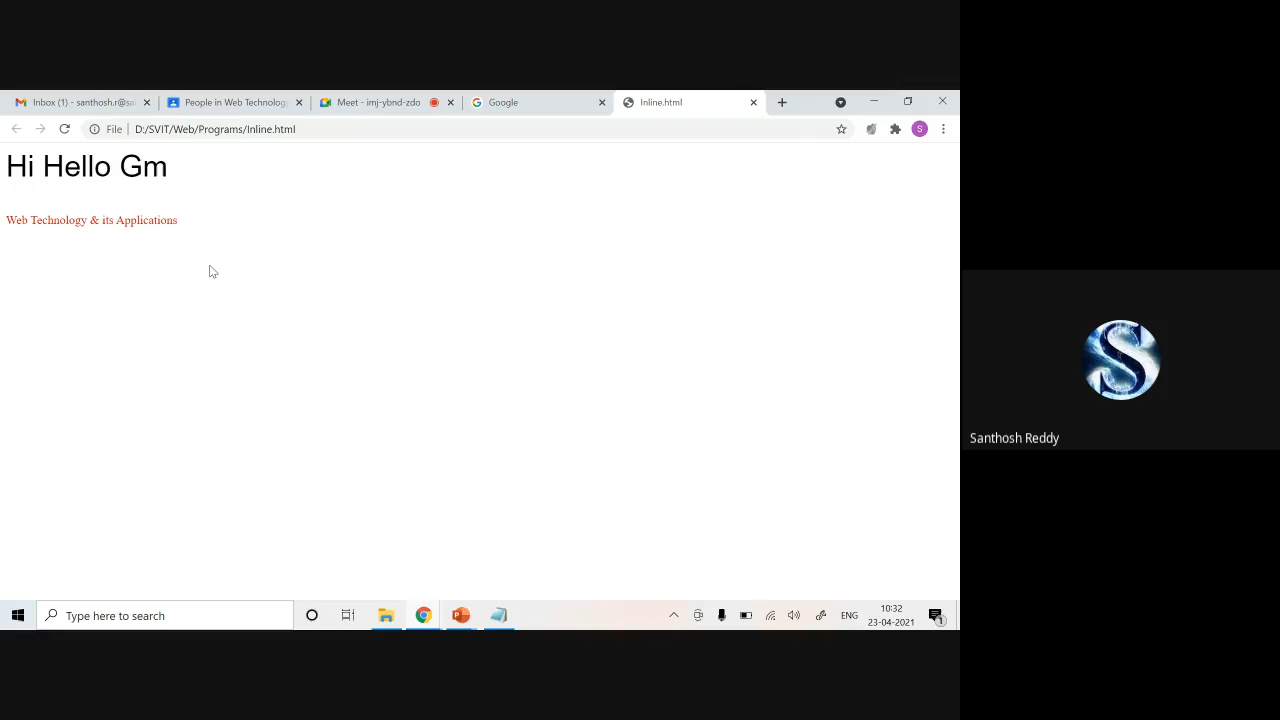 Inbox (1) - santhosh.r@sai
People in Web Technolog
Meet - imj-ybnd-zdo
Google
Inline.html
File
D:/SVIT/Web/Programs/Inline.html
S
Hi Hello Gm
Web Technology & its Applications
S
Santhosh Reddy
Type here to search
P
ENG
10:32
23-04-2021
1